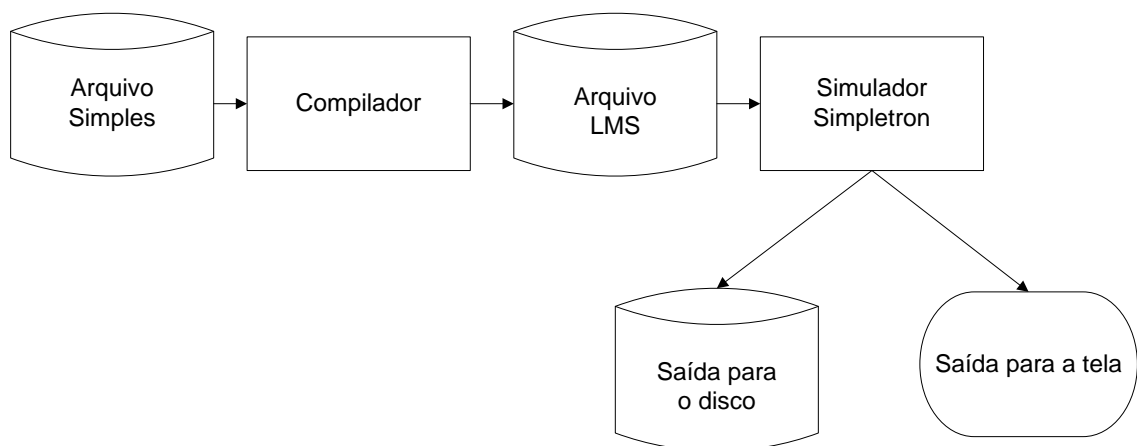 Arquivo
Simples
Compilador
Arquivo
LMS
Simulador
Simpletron
Saída para
o disco
Saída para a tela